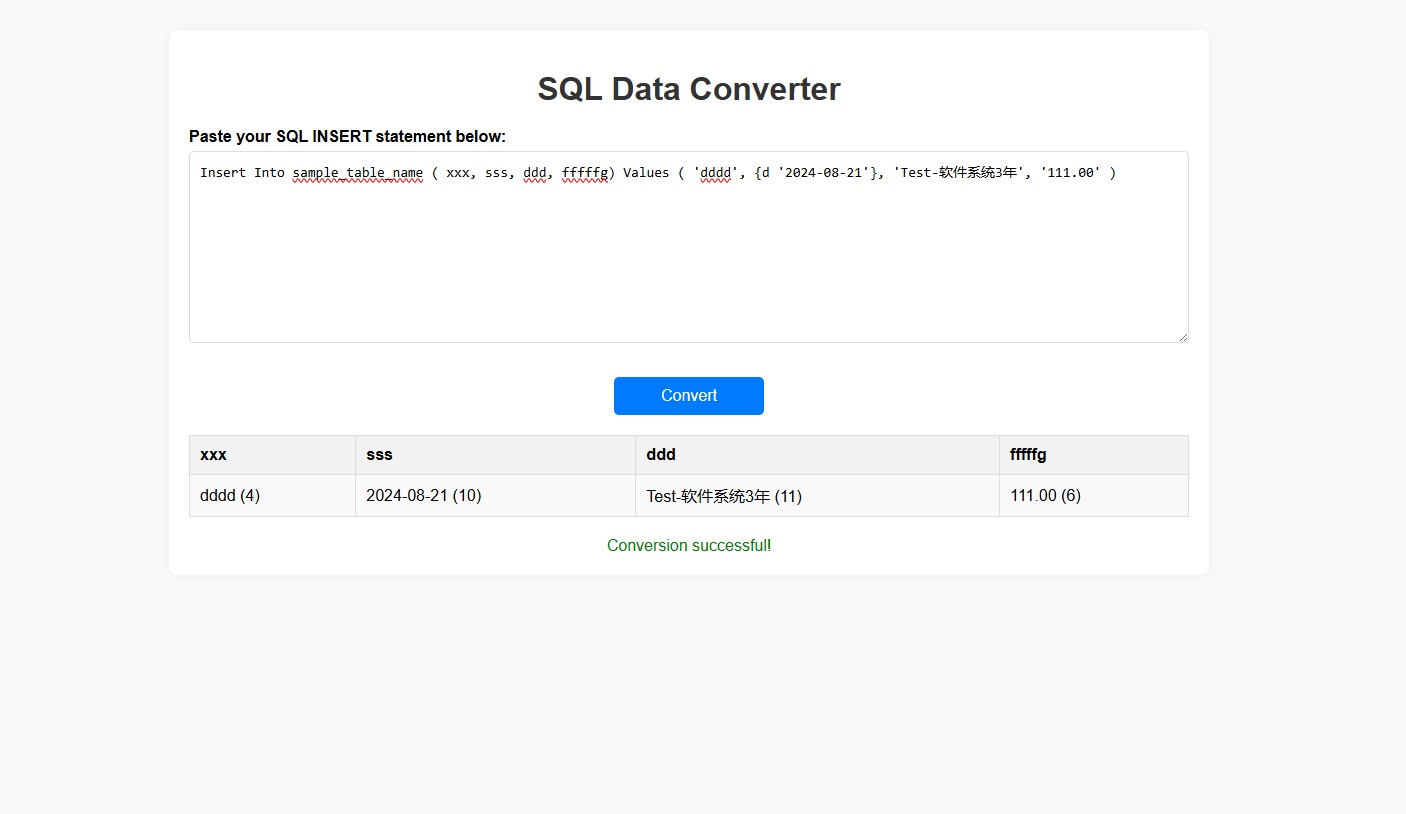 SQL Data Converter
Paste your SQL INSERT statement below:
Insert Into sample_table_name ( xxx, sss, ddd, fffffg) Values ( 'dddd', {d '2024-08-21'}, 'Test-软件系统3年', '111.00' )
Convert
xxx sss ddd fffffg
dddd (4) 2024-08-21 (10) Test-软件系统3年 (11) 111.00 (6)
Conversion successful!